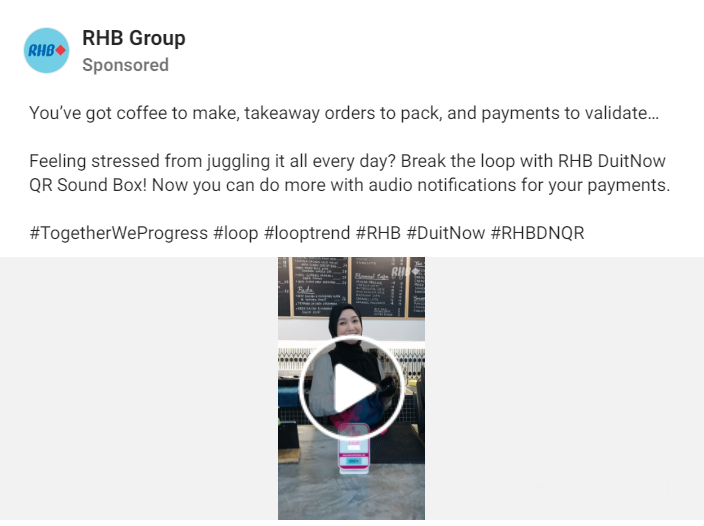 RHB
RHB Group
Sponsored
You’ve got coffee to make, takeaway orders to pack, and payments to validate…
Feeling stressed from juggling it all every day? Break the loop with RHB DuitNow
QR Sound Box! Now you can do more with audio notifications for your payments.
#TogetherWeProgress #loop #looptrend #RHB #DuitNow #RHBDNQR
RHB